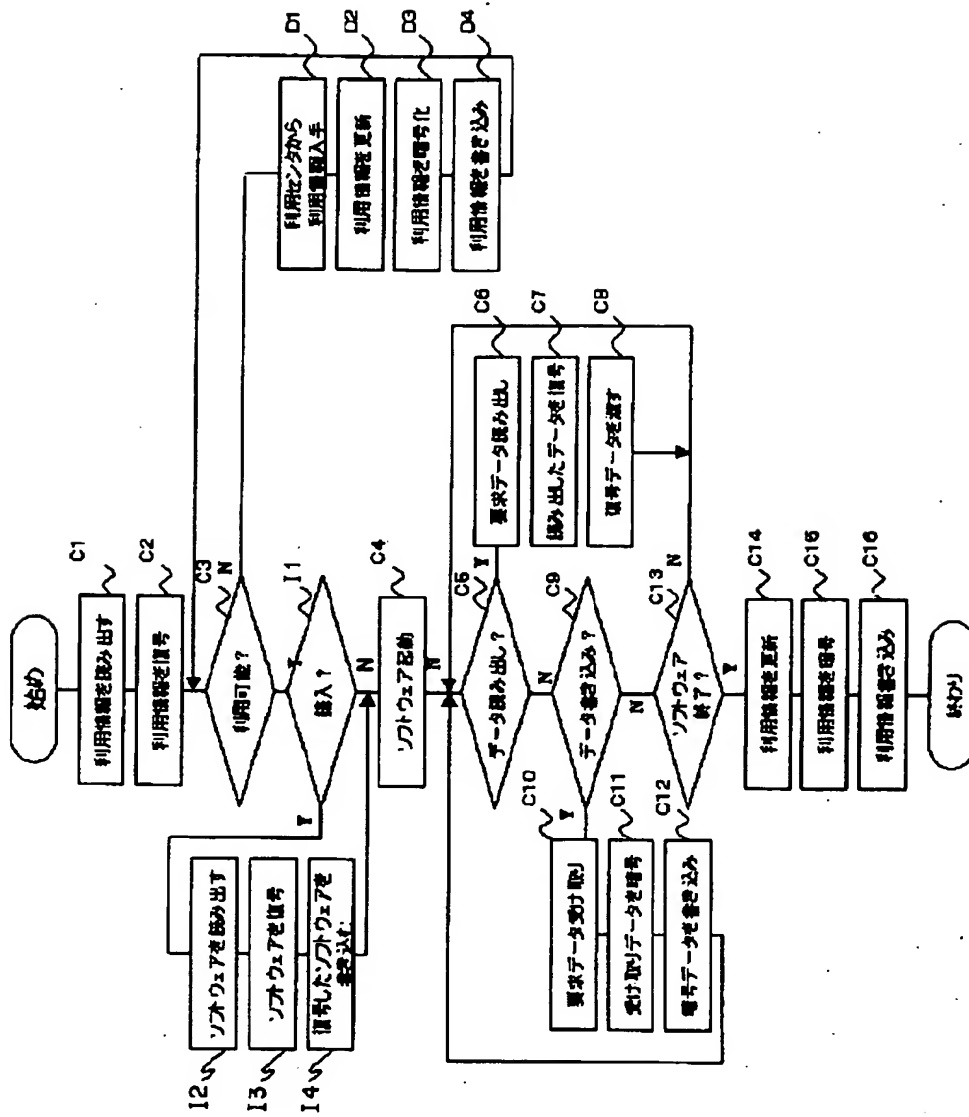 始め
C1
利用情報を読み出す
C2
利用情報を復号
C3
利用可能?
N
Y
I1
購入?
Y
N
I2
ソフトウェアを読み出す
I3
ソフトウェアを復号
I4
復号したソフトウェアを
書き込む
D1
利用センタから
利用情報入手
D2
利用情報を更新
D3
利用情報を暗号化
D4
利用情報を書き込み
C4
ソフトウェア起動
N
C5
データ読み出し?
Y
N
C6
要求データ読み出し
C7
読み出したデータを復号
C8
復号データを返す
C9
データ書き込み?
Y
N
C10
要求データ受け取り
C11
受け取りデータを暗号
C12
暗号データを書き込み
C13
ソフトウェア
終了?
N
Y
C14
利用情報を更新
C15
利用情報を暗号
C16
利用情報書き込み
終わり